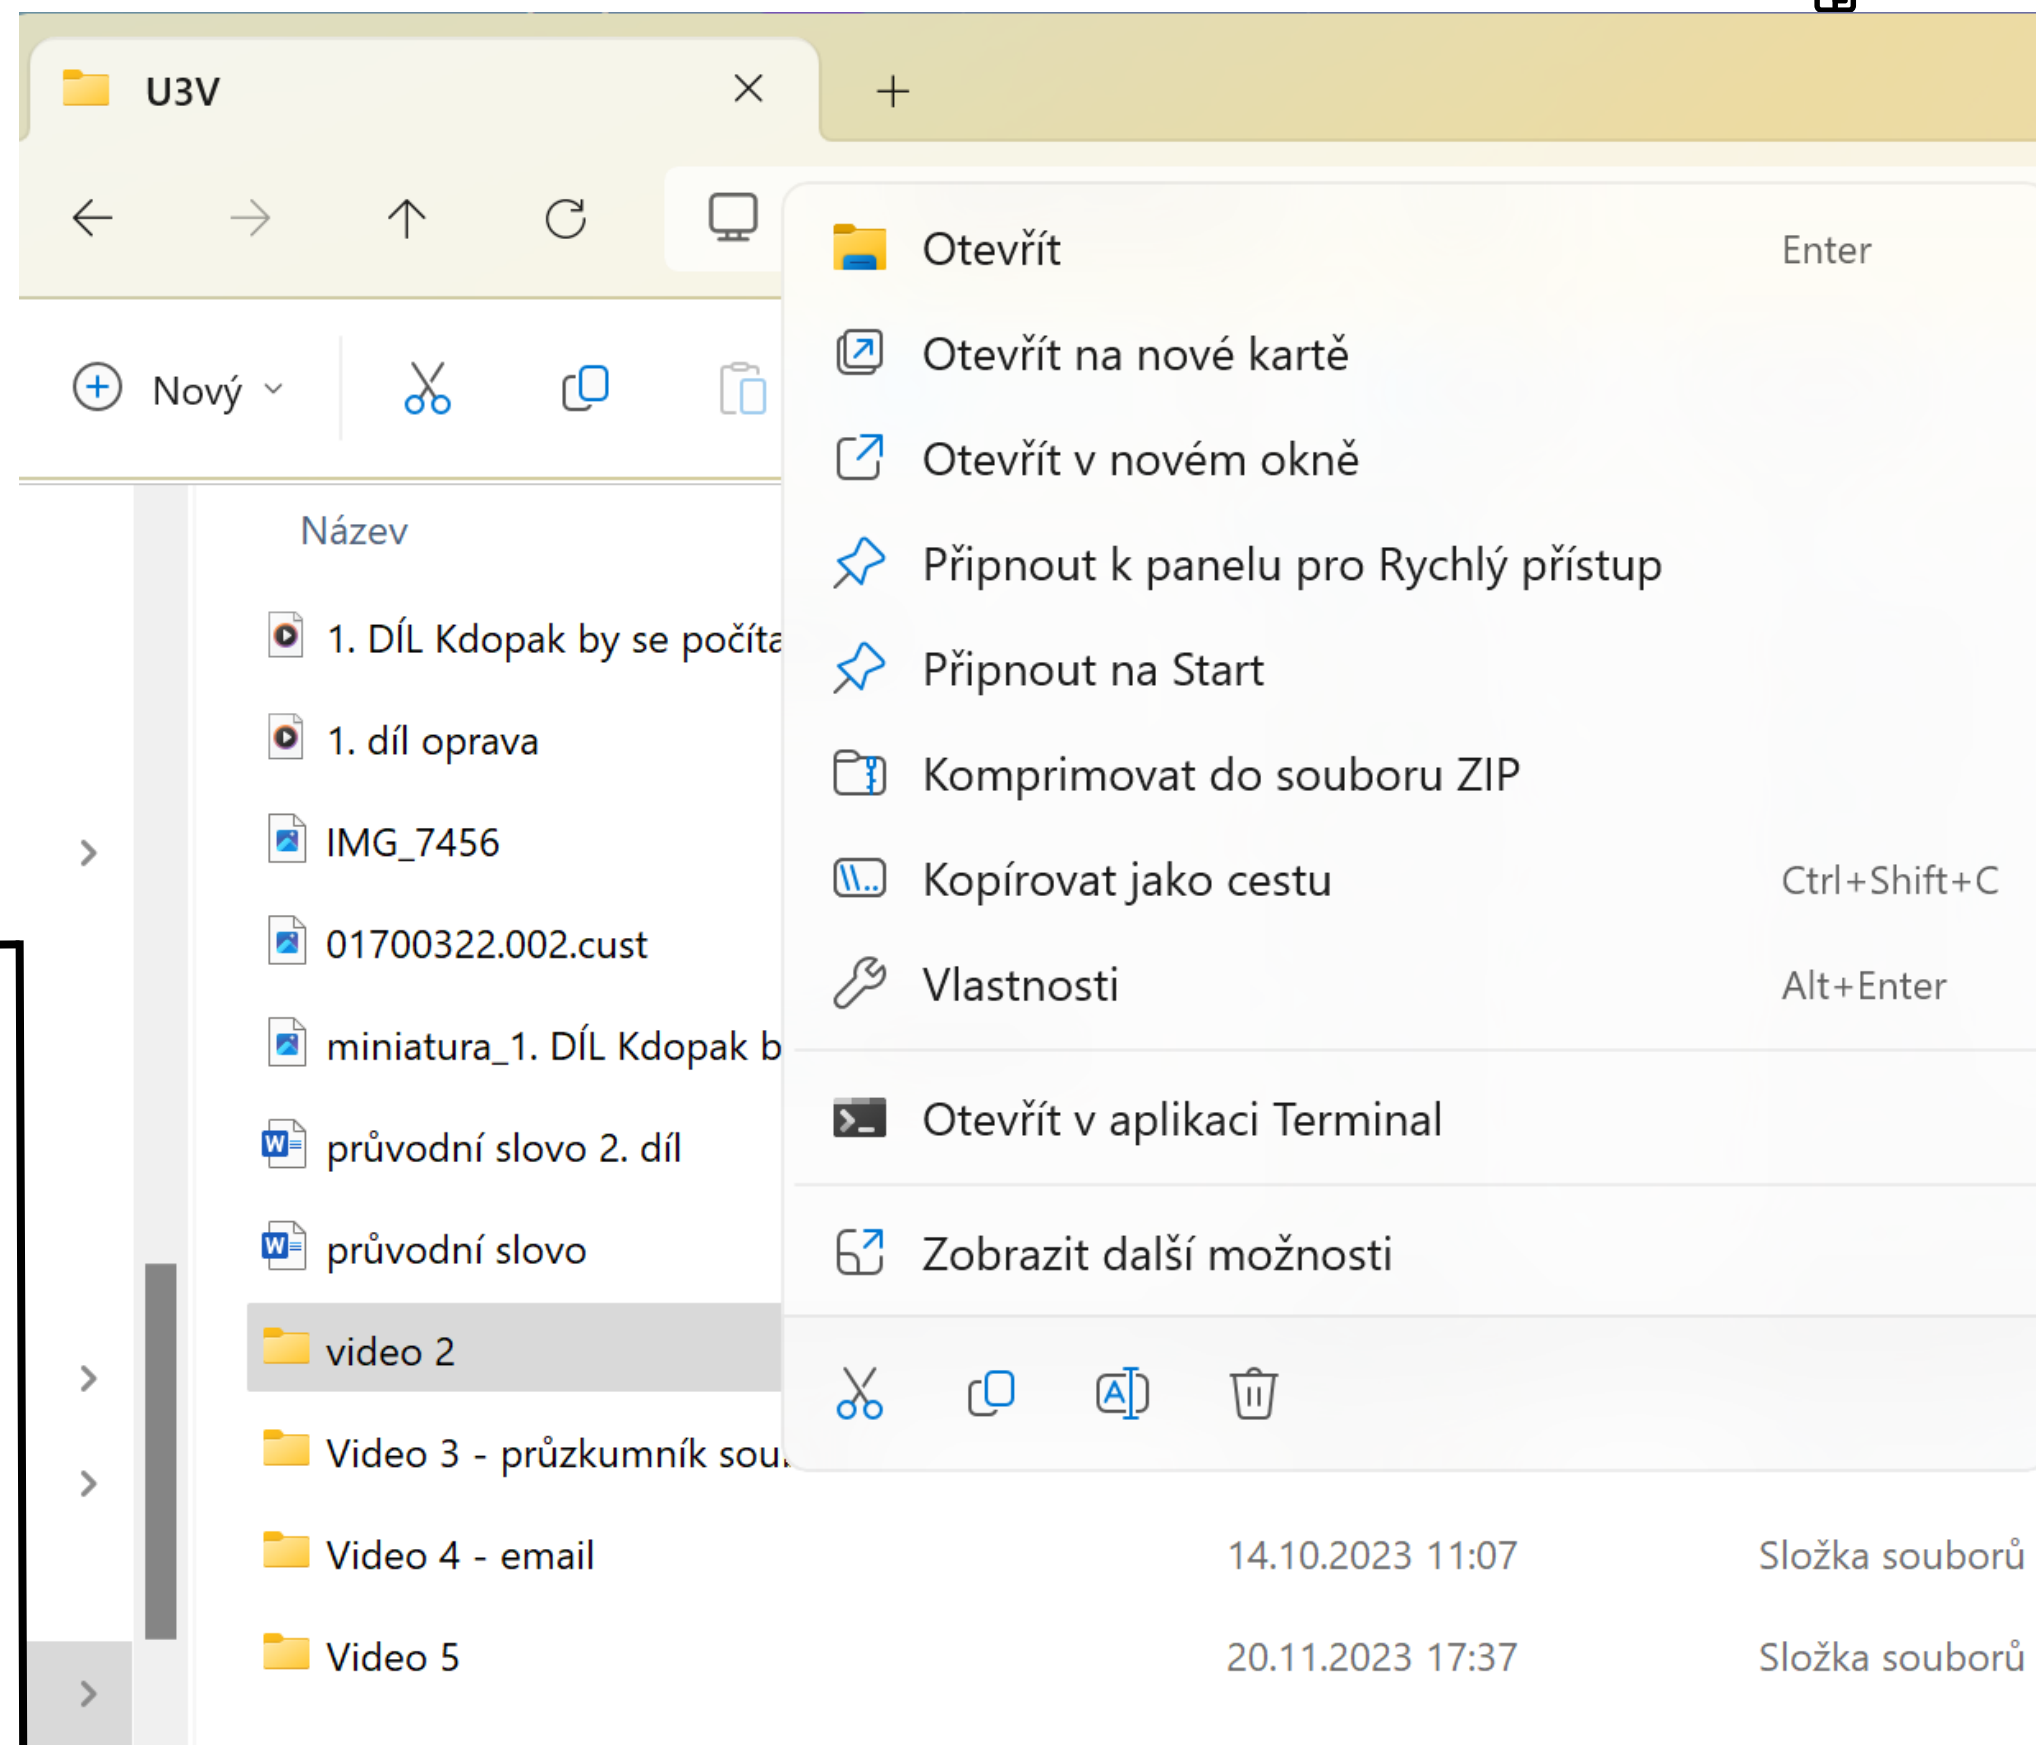 U3V
Otevřít Enter
Otevřít na nové kartě
Nový
Otevřít v novém okně
Název
Připnout k panelu pro Rychlý přístup
1. DÍL Kdopak by se počíta
Připnout na Start
1. díl oprava
Komprimovat do souboru ZIP
IMG_7456
Kopírovat jako cestu Ctrl+Shift+C
01700322.002.cust
Vlastnosti Alt+Enter
miniatura_1. DÍL Kdopak b
Otevřít v aplikaci Terminal
průvodní slovo 2. díl
průvodní slovo
Zobrazit další možnosti
video 2
Video 3 - průzkumník sou
Video 4 - email 14.10.2023 11:07 Složka souborů
Video 5 20.11.2023 17:37 Složka souborů